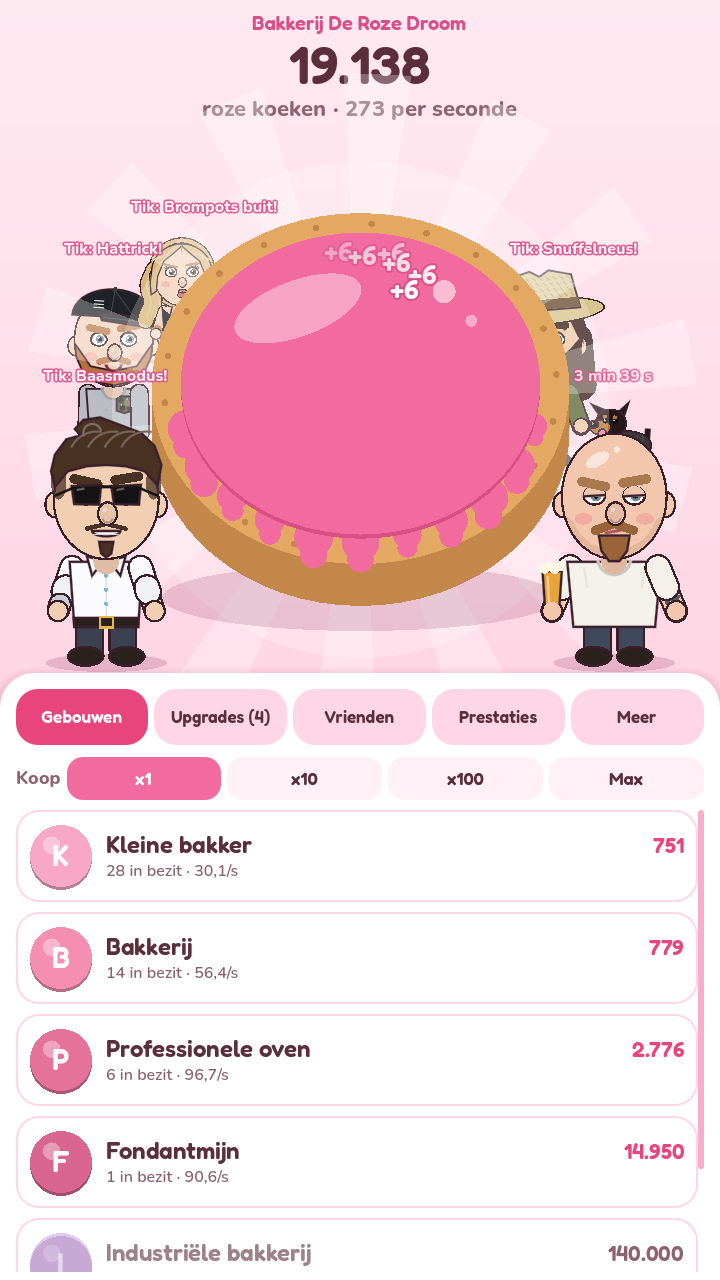 Bakkerij De Roze Droom
19.138
roze koeken · 273 per seconde
Tik: Brompots buit!
Tik: Hattrick!
Tik: Snuffelneus!
+6 +6 +6
+6
+6
+6
Tik: Baasmodus!
3 min 39 s
Gebouwen
Upgrades (4)
Vrienden
Prestaties
Meer
Koop
x1
x10
x100
Max
K
Kleine bakker
751
28 in bezit · 30,1/s
B
Bakkerij
779
14 in bezit · 56,4/s
P
Professionele oven
2.776
6 in bezit · 96,7/s
F
Fondantmijn
14.950
1 in bezit · 90,6/s
I
Industriële bakkerij
140.000